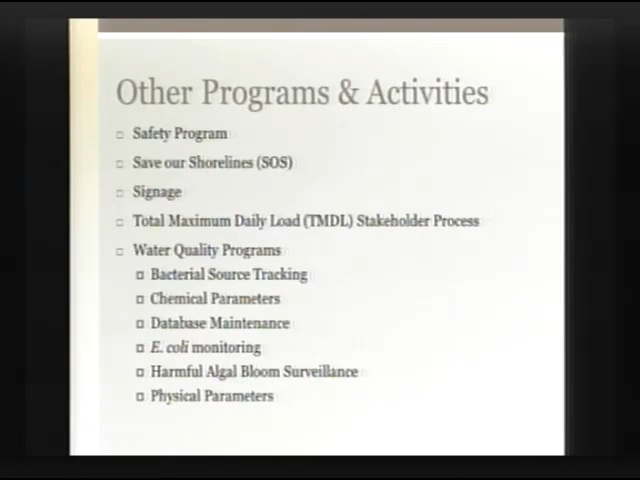 Other Programs & Activities
Safety Program
Save our Shorelines (SOS)
Signage
Total Maximum Daily Load (TMDL) Stakeholder Process
Water Quality Programs
Bacterial Source Tracking
Chemical Parameters
Database Maintenance
E. coli monitoring
Harmful Algal Bloom Surveillance
Physical Parameters